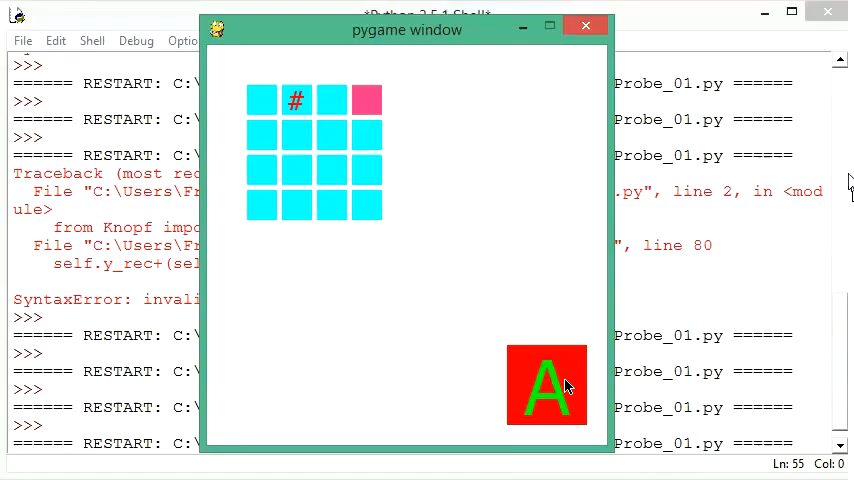 *Python 3.5.1 Shell*
pygame window
File Edit Shell Debug Optio
>>>
====== RESTART: C:\ Probe_01.py ======
>>>
====== RESTART: C:\ Probe_01.py ======
>>>
====== RESTART: C:\ Probe_01.py ======
Traceback (most rec
File "C:\Users\Fr .py", line 2, in <mod
ule>
from Knopf impo
File "C:\Users\Fr ", line 80
self.y_rec+(sel
SyntaxError: invali
>>>
====== RESTART: C:\ Probe_01.py ======
>>>
====== RESTART: C:\ Probe_01.py ======
>>>
====== RESTART: C:\ Probe_01.py ======
>>>
====== RESTART: C:\ Probe_01.py ======
#
A
Ln: 55 Col: 0